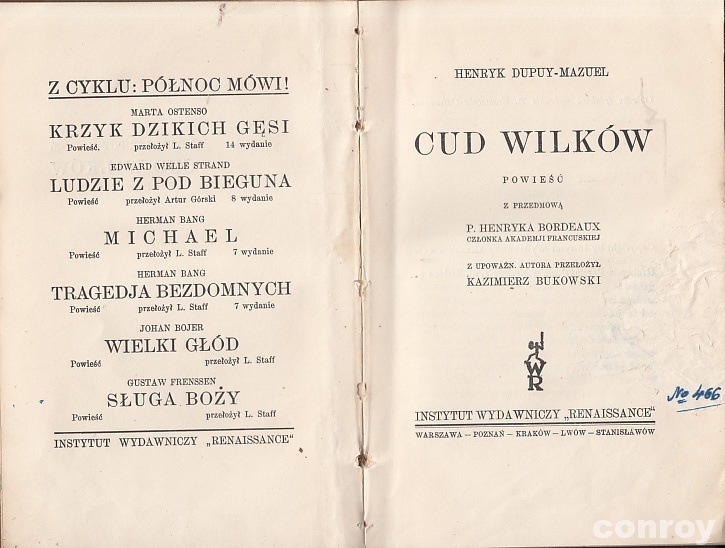 Z CYKLU: PÓŁNOC MÓWI!
MARTA OSTENSO
KRZYK DZIKICH GĘSI
Powieść. przełożył L. Staff 14 wydanie
EDWARD WELLE STRAND
LUDZIE Z POD BIEGUNA
Powieść przełożył Artur Górski 8 wydanie
HERMAN BANG
MICHAEL
Powieść przełożył L. Staff 7 wydanie
HERMAN BANG
TRAGEDJA BEZDOMNYCH
Powieść przełożył L. Staff 7 wydanie
JOHAN BOJER
WIELKI GŁÓD
Powieść przełożył L. Staff
GUSTAW FRENSSEN
SŁUGA BOŻY
Powieść przełożył L. Staff
INSTYTUT WYDAWNICZY „RENAISSANCE"
HENRYK DUPUY-MAZUEL
CUD WILKÓW
POWIEŚĆ
Z PRZEDMOWĄ
P. HENRYKA BORDEAUX
CZŁONKA AKADEMJI FRANCUSKIEJ
Z UPOWAŻN. AUTORA PRZEŁOŻYŁ
KAZIMIERZ BUKOWSKI
WR
No 466
INSTYTUT WYDAWNICZY „RENAISSANCE"
WARSZAWA – POZNAŃ – KRAKÓW – LWÓW – STANISŁAWÓW
conroy